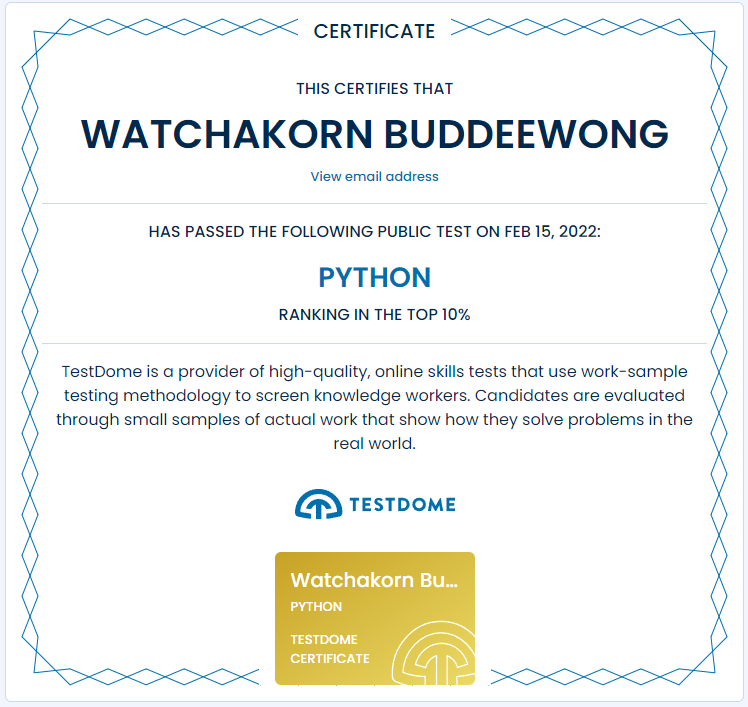 CERTIFICATE
THIS CERTIFIES THAT
WATCHAKORN BUDDEEWONG
View email address
HAS PASSED THE FOLLOWING PUBLIC TEST ON FEB 15, 2022:
PYTHON
RANKING IN THE TOP 10%
TestDome is a provider of high-quality, online skills tests that use work-sample
testing methodology to screen knowledge workers. Candidates are evaluated
through small samples of actual work that show how they solve problems in the
real world.
TESTDOME
Watchakorn Bu...
PYTHON
TESTDOME
CERTIFICATE